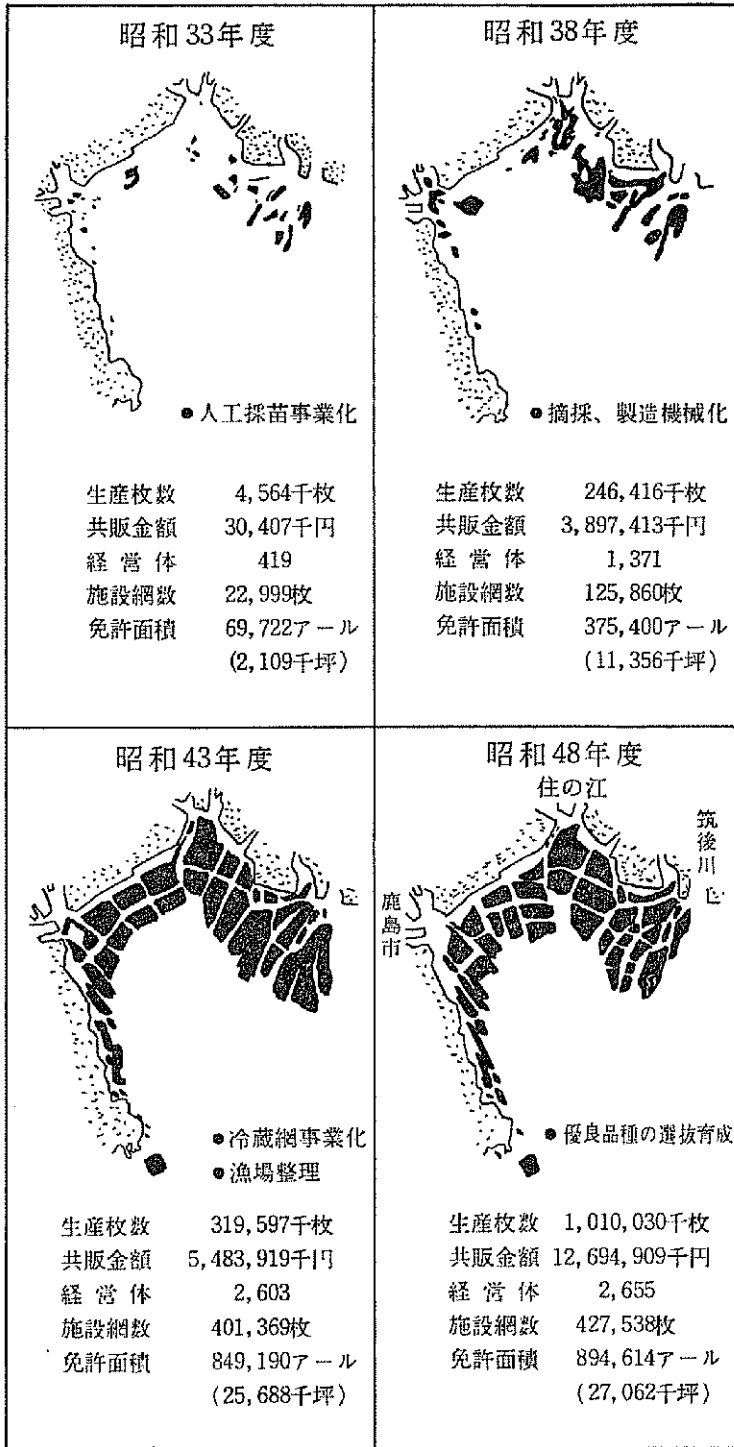 昭和33年度
●人工採苗事業化
生産枚数 4,564千枚
共販金額 30,407千円
経営体 419
施設網数 22,999枚
免許面積 69,722アール
(2,109千坪)
昭和38年度
●摘採、製造機械化
生産枚数 246,416千枚
共販金額 3,897,413千円
経営体 1,371
施設網数 125,860枚
免許面積 375,400アール
(11,356千坪)
昭和43年度
●冷蔵網事業化
●漁場整理
生産枚数 319,597千枚
共販金額 5,483,919千円
経営体 2,603
施設網数 401,369枚
免許面積 849,190アール
(25,688千坪)
昭和48年度
住の江
筑後川
鹿島市
●優良品種の選抜育成
生産枚数 1,010,030千枚
共販金額 12,694,909千円
経営体 2,655
施設網数 427,538枚
免許面積 894,614アール
(27,062千坪)